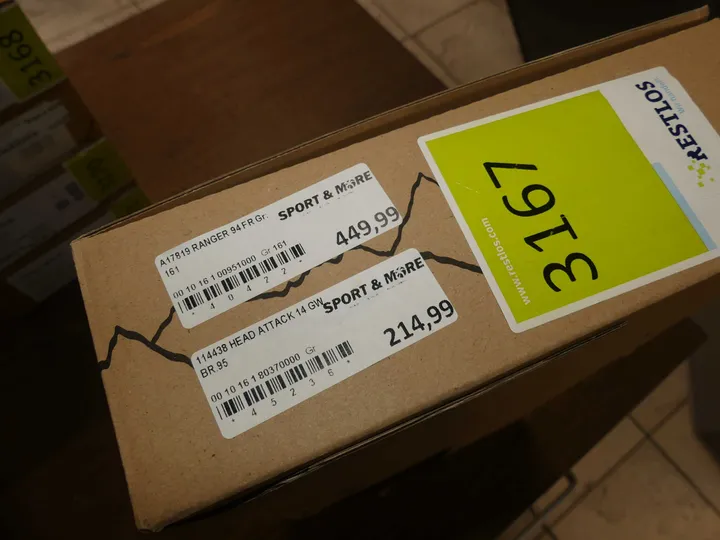 A17819 RANGER 94 FR Gr.
161
SPORT & MORE
449,99
00 10 16 1 00951000 Gr 161
* 4 0 4 2 2 *
114438 HEAD ATTACK 14 GW
BR.95
SPORT & MORE
214,99
00 10 16 1 80370000 Gr
* 4 5 2 3 6 *
RESTLOS
3167
www.restlos.com
3168